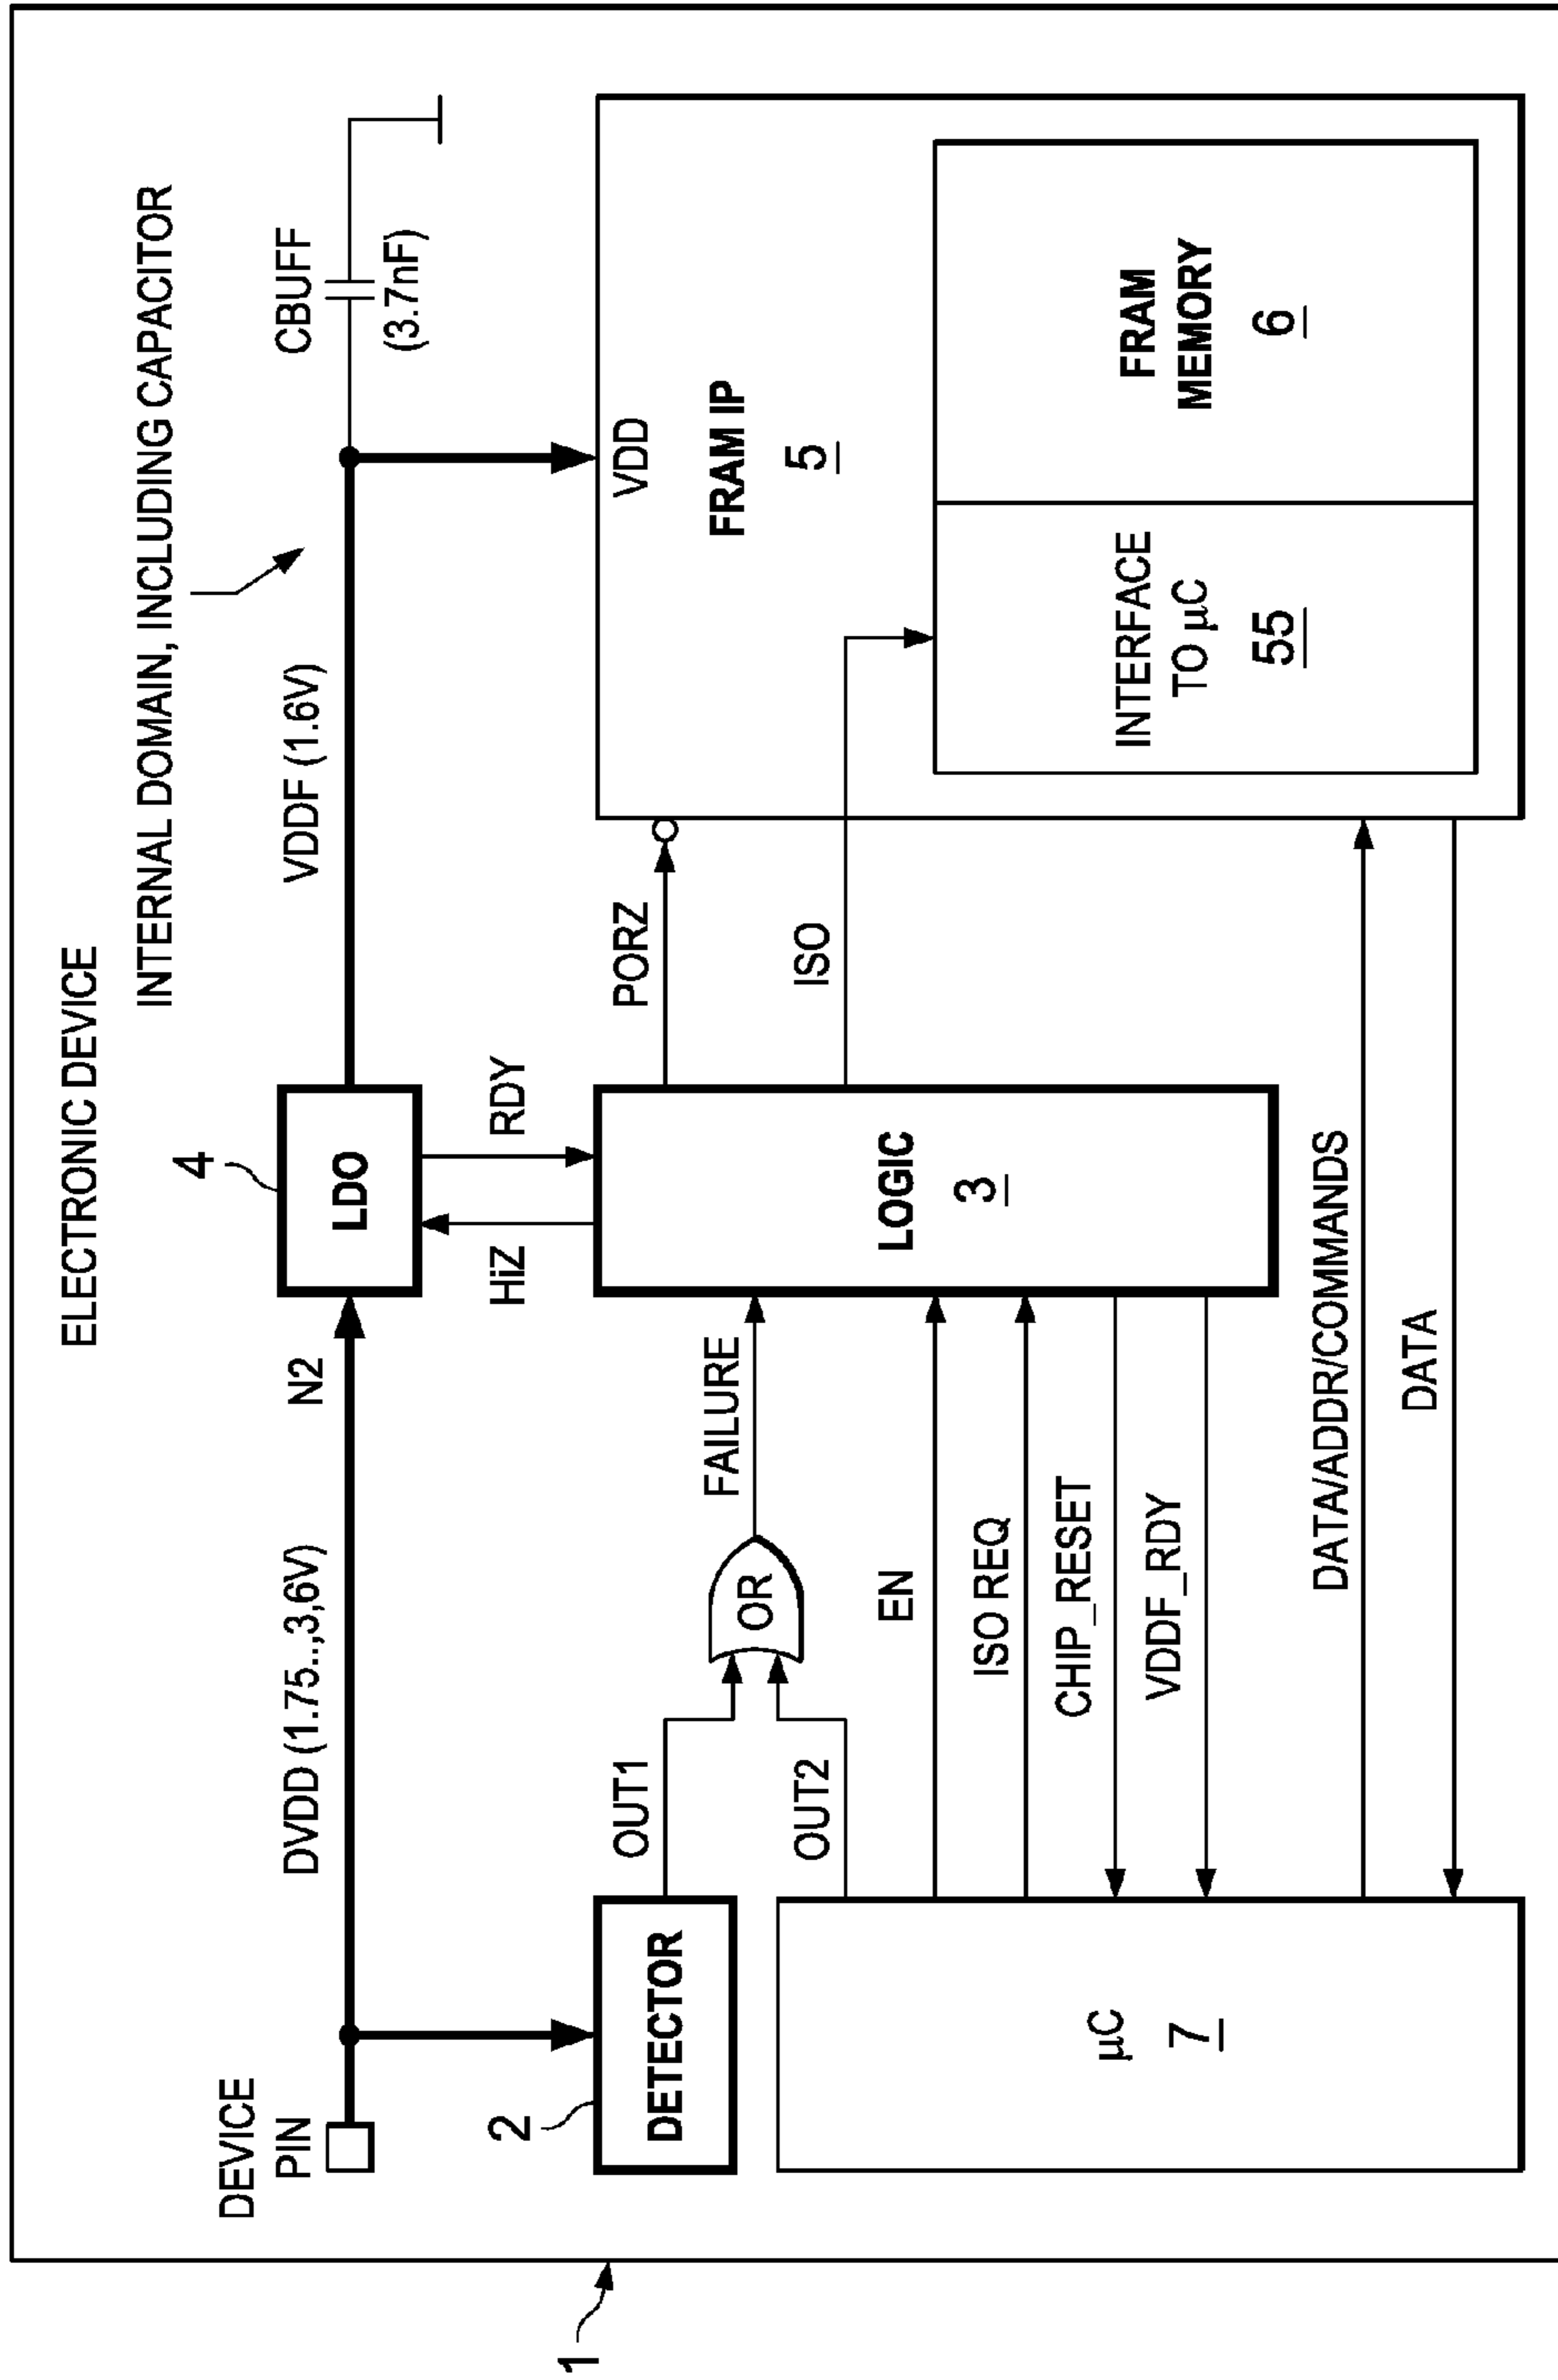 ELECTRONIC DEVICE
INTERNAL DOMAIN, INCLUDING CAPACITOR
DEVICE
PIN
DVDD (1.75..,3,6V)
N2
4
LDO
VDDF (1.6V)
CBUFF
(3.7nF)
HiZ
RDY
2
DETECTOR
OUT1
OUT2
OR
FAILURE
LOGIC
3
PORZ
ISO
VDD
FRAM IP
5
INTERFACE
TO µC
55
FRAM
MEMORY
6
µC
7
EN
ISO REQ
CHIP_RESET
VDDF_RDY
DATA/ADDR/COMMANDS
DATA
1